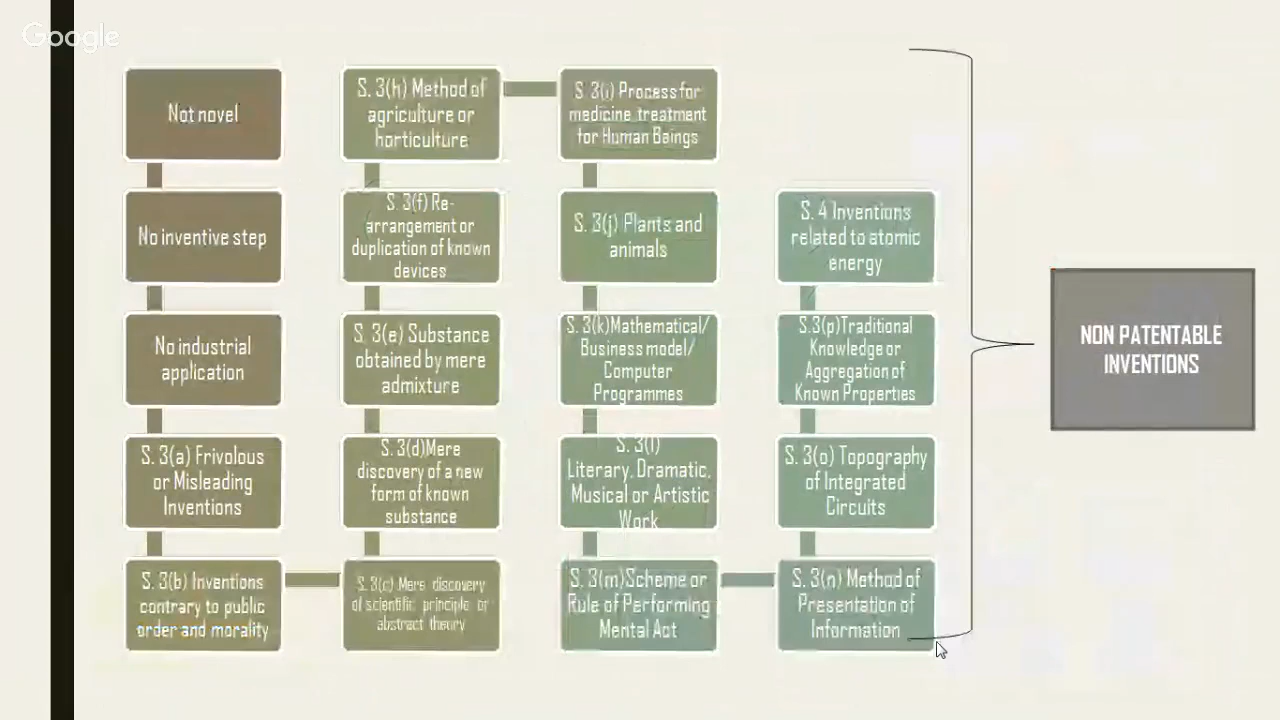 Google
Not novel
No inventive step
No industrial
application
S. 3(a) Frivolous
or Misleading
Inventions
S. 3(b) Inventions
contrary to public
order and morality
S. 3(c) Mere discovery
of scientific principle or
abstract theory
S. 3(d)Mere
discovery of a new
form of known
substance
S. 3(e) Substance
obtained by mere
admixture
S. 3(f) Re-
arrangement or
duplication of known
devices
S. 3(h) Method of
agriculture or
horticulture
S. 3(i) Process for
medicine treatment
for Human Beings
S. 3(j) Plants and
animals
S. 3(k)Mathematical/
Business model/
Computer
Programmes
S. 3(l)
Literary, Dramatic,
Musical or Artistic
Work
S. 3(m)Scheme or
Rule of Performing
Mental Act
S. 3(n) Method of
Presentation of
Information
S. 3(o) Topography
of Integrated
Circuits
S.3(p)Traditional
Knowledge or
Aggregation of
Known Properties
S. 4 Inventions
related to atomic
energy
NON PATENTABLE
INVENTIONS